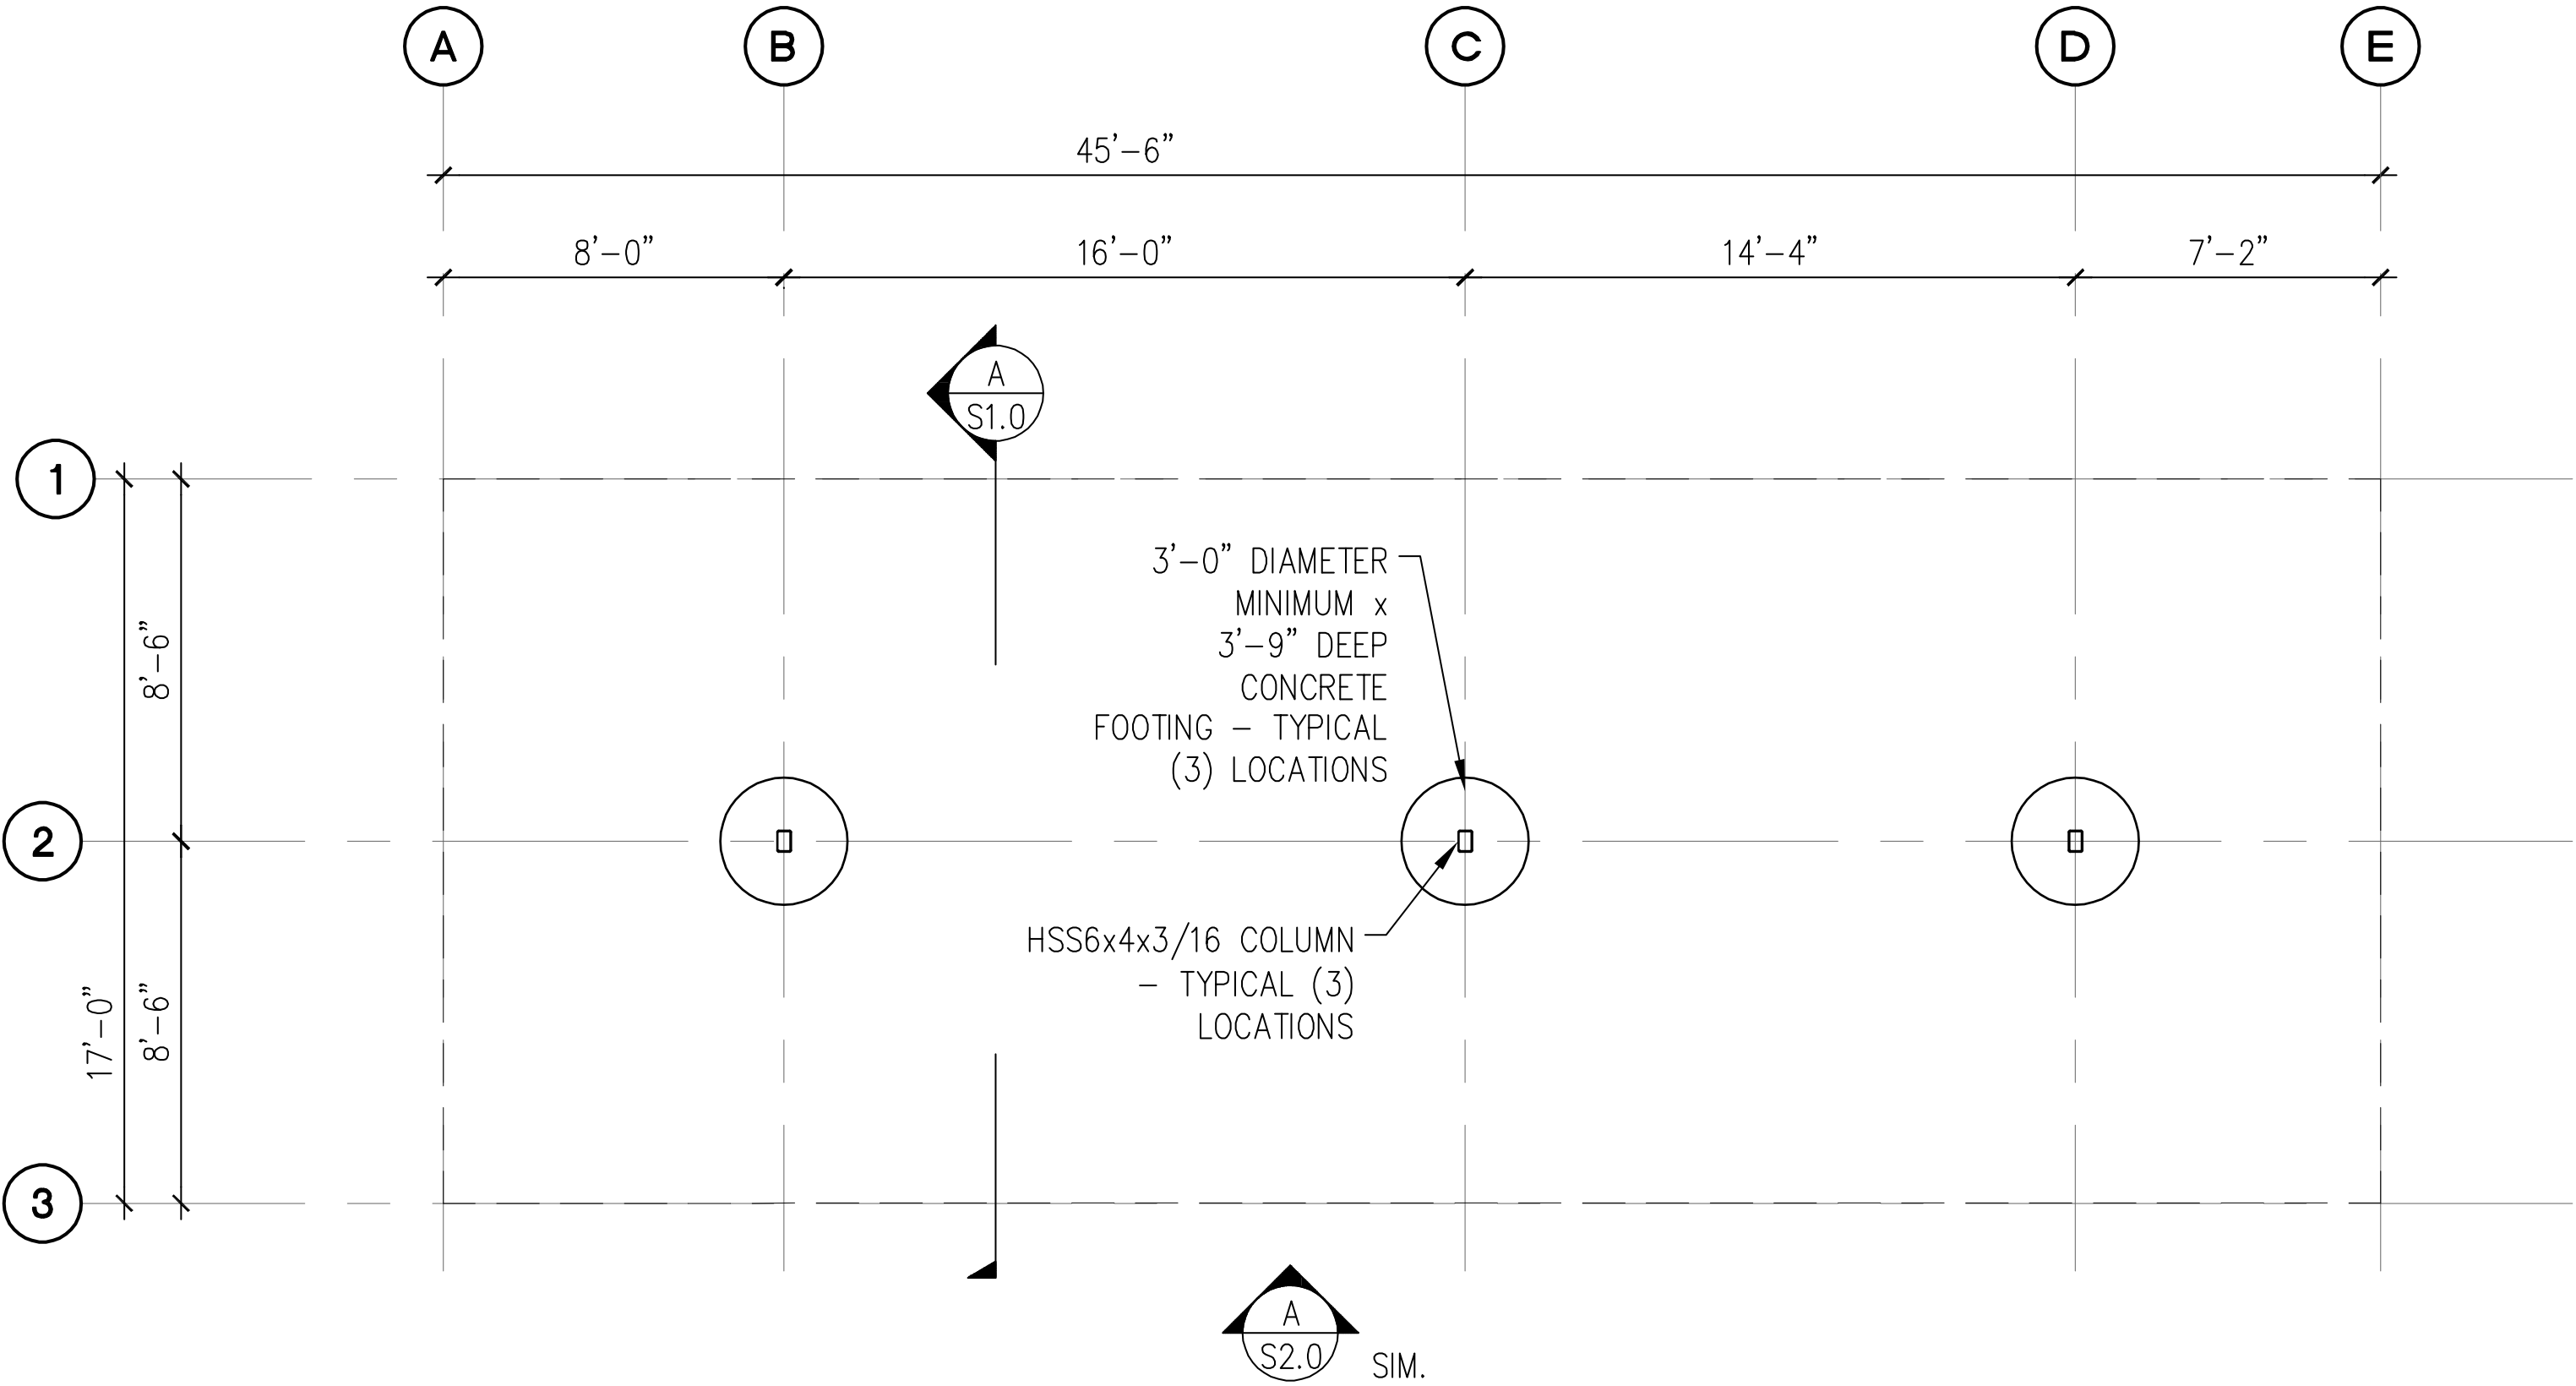 A B C D E
45'-6"
8'-0" 16'-0" 14'-4" 7'-2"
A
S1.0
1
3'-0" DIAMETER
MINIMUM x
3'-9" DEEP
CONCRETE
FOOTING - TYPICAL
(3) LOCATIONS
8'-6"
2
HSS6x4x3/16 COLUMN
- TYPICAL (3)
LOCATIONS
17'-0"
8'-6"
3
A
S2.0
SIM.